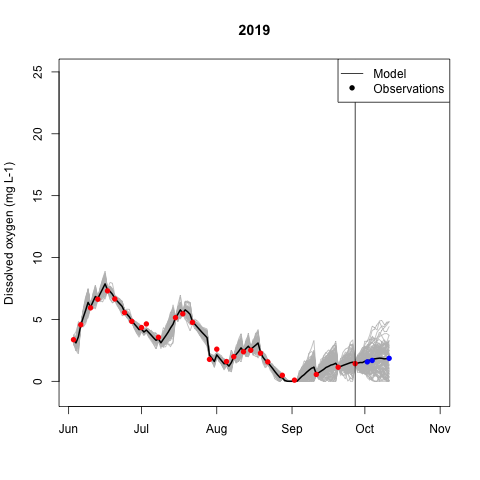 2019
Model
Observations
Dissolved oxygen (mg L-1)
25
20
15
10
5
0
Jun Jul Aug Sep Oct Nov